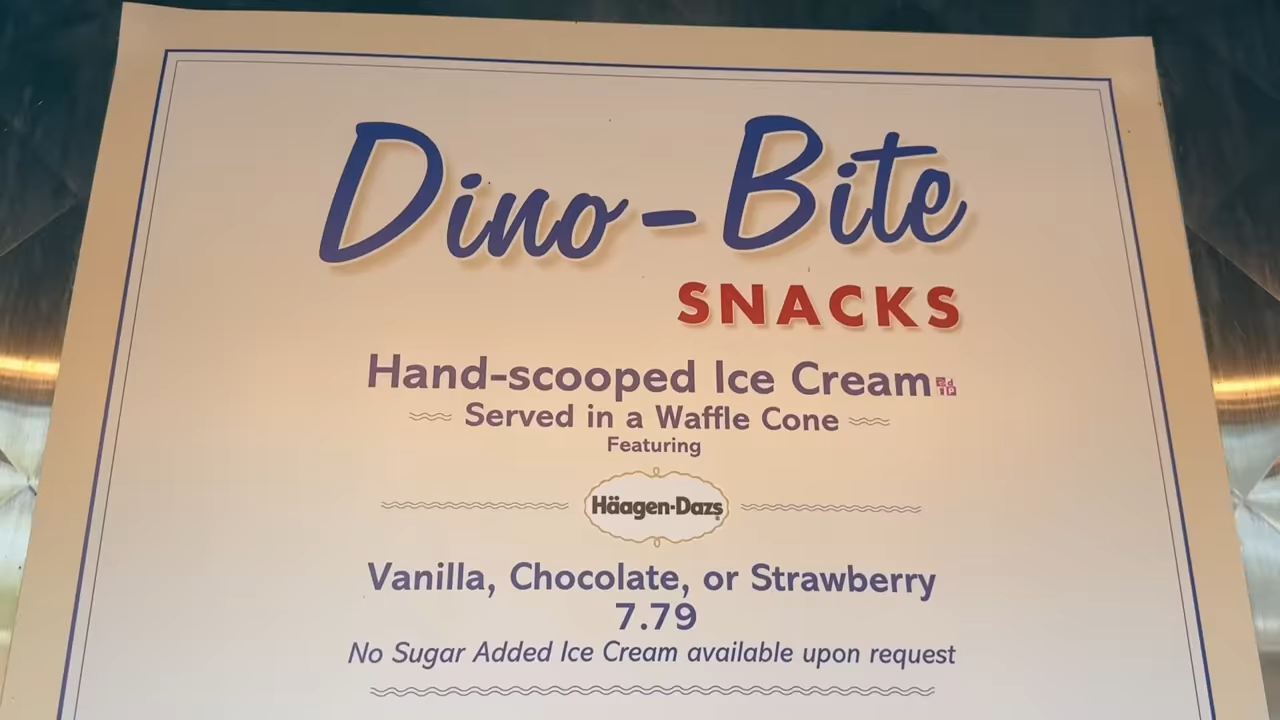 Dino-Bite
SNACKS
Hand-scooped Ice Cream
Served in a Waffle Cone
Featuring
Häagen-Dazs
Vanilla, Chocolate, or Strawberry
7.79
No Sugar Added Ice Cream available upon request